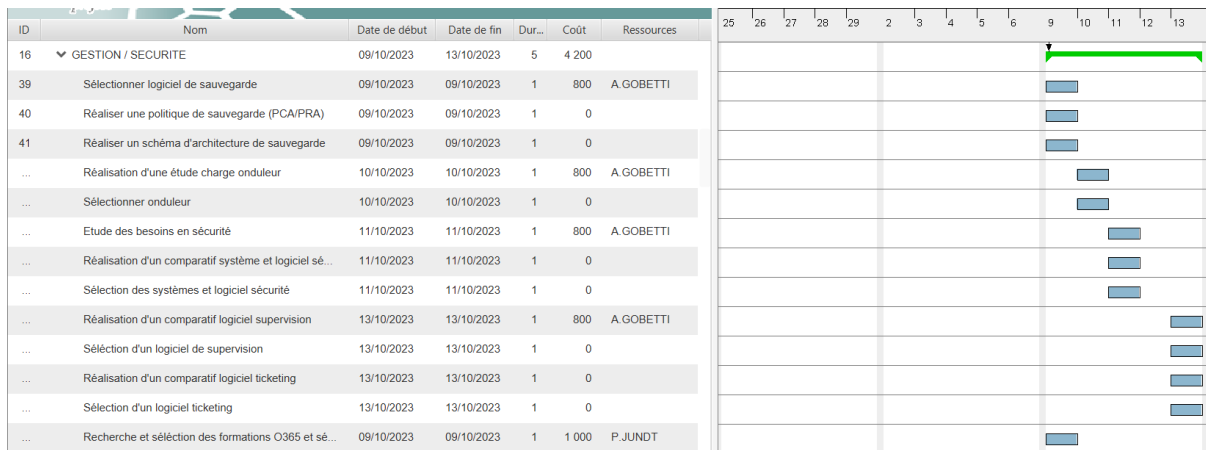 25 26 27 28 29 2 3 4 5 6 9 10 11 12 13
ID Nom Date de début Date de fin Dur... Coût Ressources
16 GESTION / SECURITE 09/10/2023 13/10/2023 5 4 200
39 Sélectionner logiciel de sauvegarde 09/10/2023 09/10/2023 1 800 A.GOBETTI
40 Réaliser une politique de sauvegarde (PCA/PRA) 09/10/2023 09/10/2023 1 0
41 Réaliser un schéma d'architecture de sauvegarde 09/10/2023 09/10/2023 1 0
... Réalisation d'une étude charge onduleur 10/10/2023 10/10/2023 1 800 A.GOBETTI
... Sélectionner onduleur 10/10/2023 10/10/2023 1 0
... Etude des besoins en sécurité 11/10/2023 11/10/2023 1 800 A.GOBETTI
... Réalisation d'un comparatif système et logiciel sé... 11/10/2023 11/10/2023 1 0
... Sélection des systèmes et logiciel sécurité 11/10/2023 11/10/2023 1 0
... Réalisation d'un comparatif logiciel supervision 13/10/2023 13/10/2023 1 800 A.GOBETTI
... Séléction d'un logiciel de supervision 13/10/2023 13/10/2023 1 0
... Réalisation d'un comparatif logiciel ticketing 13/10/2023 13/10/2023 1 0
... Sélection d'un logiciel ticketing 13/10/2023 13/10/2023 1 0
... Recherche et séléction des formations O365 et sé... 09/10/2023 09/10/2023 1 1 000 P.JUNDT